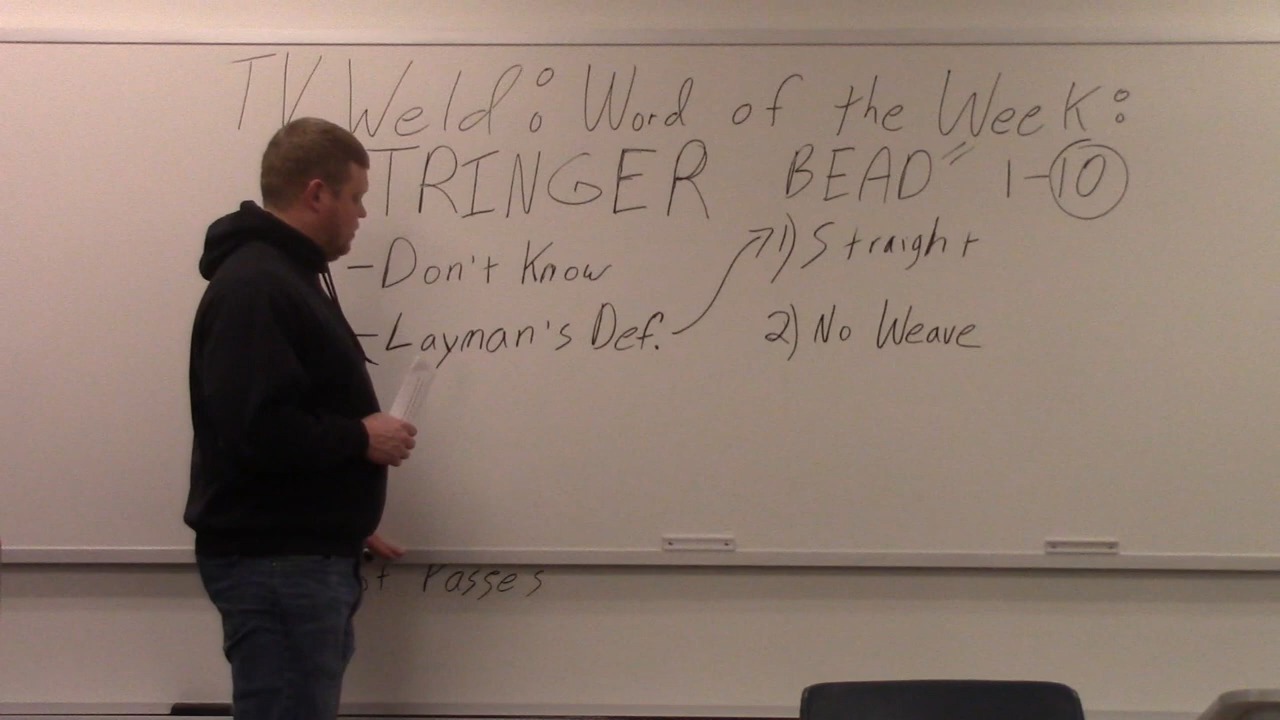 TV Weld: Word of the Week:
TRINGER BEAD" 1-10
-Don't Know 1) Straight
-Layman's Def. 2) No Weave
Passes